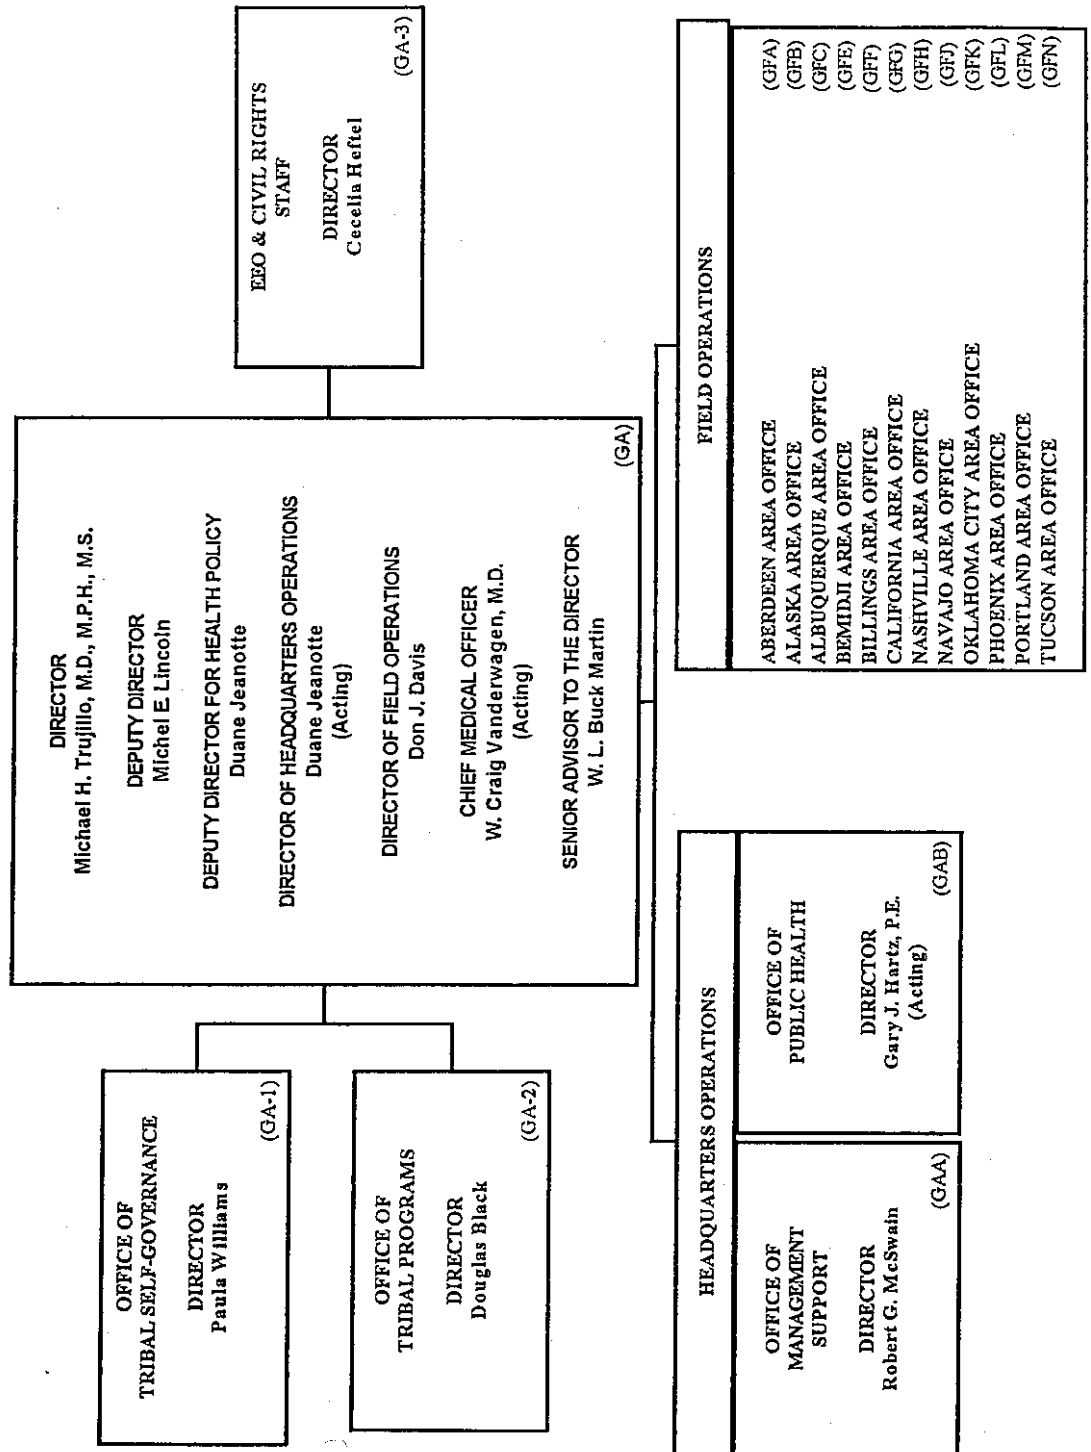 OFFICE OF
TRIBAL SELF-GOVERNANCE
DIRECTOR
Paula Williams
(GA-1)
OFFICE OF
TRIBAL PROGRAMS
DIRECTOR
Douglas Black
(GA-2)
DIRECTOR
Michael H. Trujillo, M.D., M.P.H., M.S.
DEPUTY DIRECTOR
Michel E. Lincoln
DEPUTY DIRECTOR FOR HEALTH POLICY
Duane Jeanotte
DIRECTOR OF HEADQUARTERS OPERATIONS
Duane Jeanotte
(Acting)
DIRECTOR OF FIELD OPERATIONS
Don J. Davis
CHIEF MEDICAL OFFICER
W. Craig Vanderwagen, M.D.
(Acting)
SENIOR ADVISOR TO THE DIRECTOR
W. L. Buck Martin
(GA)
EEO & CIVIL RIGHTS
STAFF
DIRECTOR
Cecelia Heftel
(GA-3)
HEADQUARTERS OPERATIONS
OFFICE OF
MANAGEMENT
SUPPORT
DIRECTOR
Robert G. McSwain
(GAA)
OFFICE OF
PUBLIC HEALTH
DIRECTOR
Gary J. Hartz, P.E.
(Acting)
(GAB)
FIELD OPERATIONS
ABERDEEN AREA OFFICE (GFA)
ALASKA AREA OFFICE (GFB)
ALBUQUERQUE AREA OFFICE (GFC)
BEMIDJI AREA OFFICE (GFE)
BILLINGS AREA OFFICE (GFF)
CALIFORNIA AREA OFFICE (GFG)
NASHVILLE AREA OFFICE (GFH)
NAVAJO AREA OFFICE (GFJ)
OKLAHOMA CITY AREA OFFICE (GFK)
PHOENIX AREA OFFICE (GFL)
PORTLAND AREA OFFICE (GFM)
TUCSON AREA OFFICE (GFN)